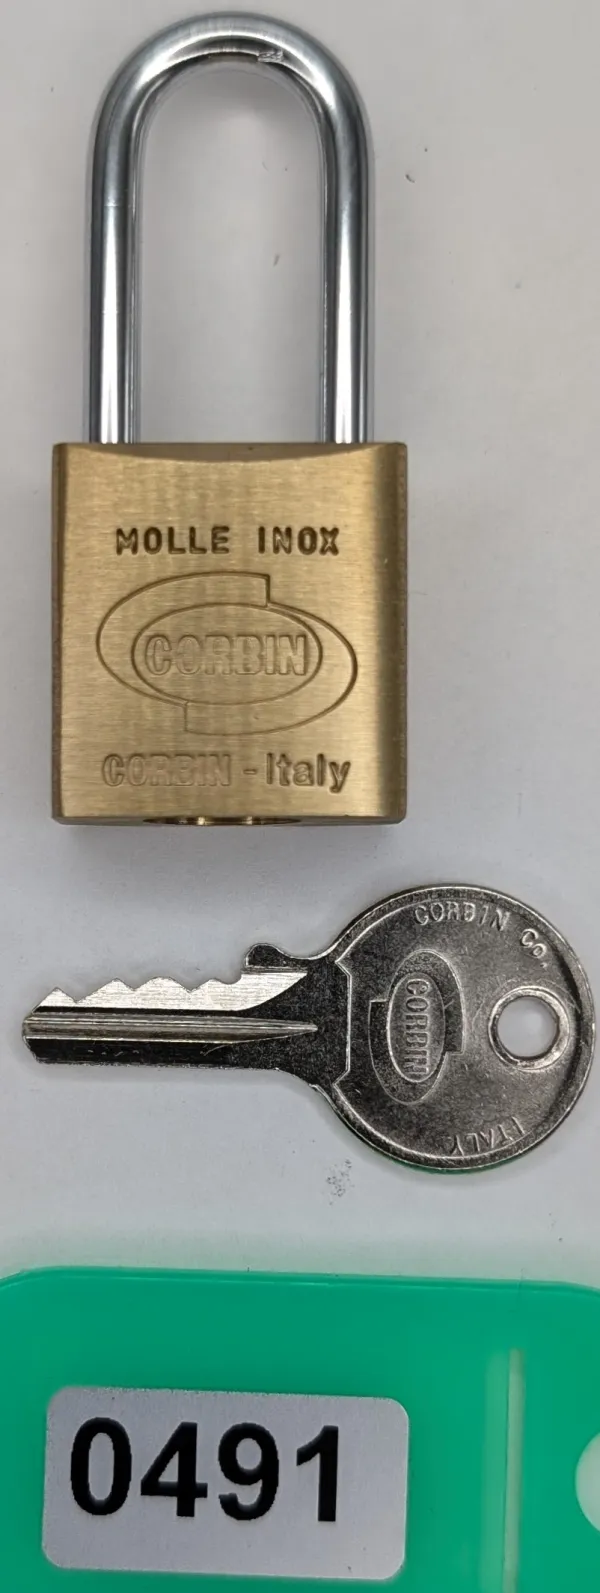 MOLLE INOX
CORBIN
CORBIN - Italy
CORBIN Co.
CORBIN
ITALY
0491